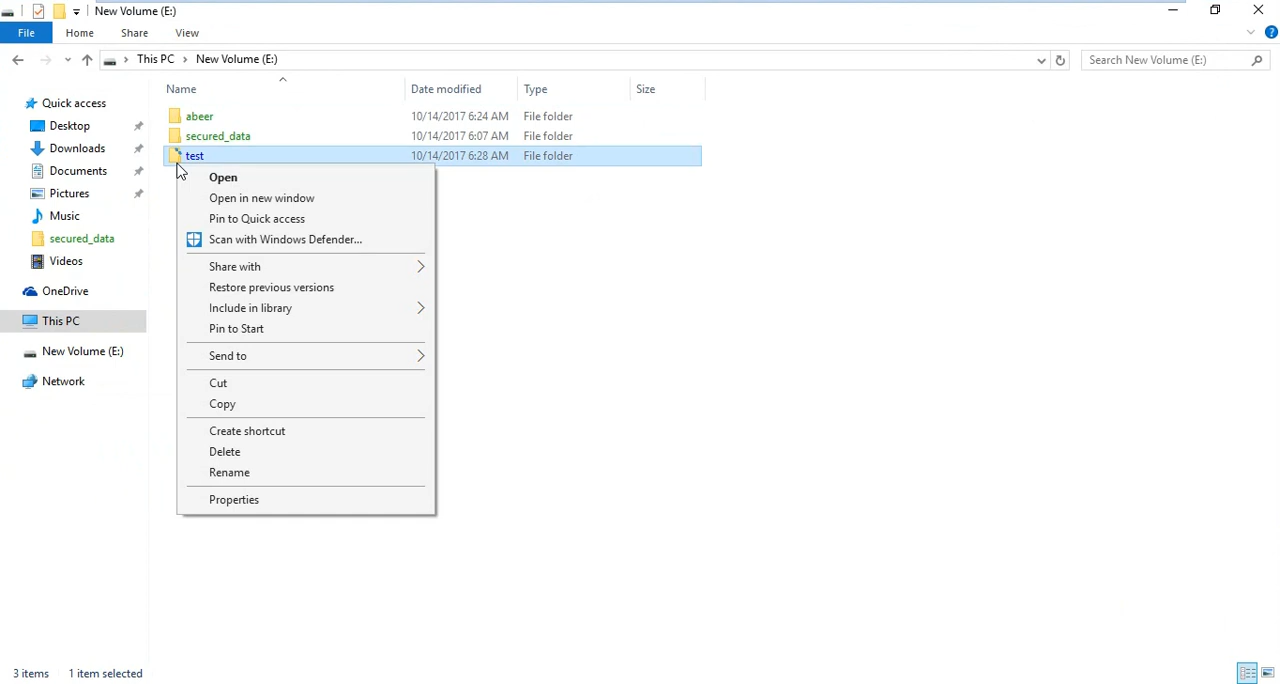 New Volume (E:)
File Home Share View
This PC New Volume (E:) Search New Volume (E:)
Name Date modified Type Size
Quick access
Desktop
Downloads
Documents
Pictures
Music
secured_data
Videos
OneDrive
This PC
New Volume (E:)
Network
abeer 10/14/2017 6:24 AM File folder
secured_data 10/14/2017 6:07 AM File folder
test 10/14/2017 6:28 AM File folder
Open
Open in new window
Pin to Quick access
Scan with Windows Defender...
Share with
Restore previous versions
Include in library
Pin to Start
Send to
Cut
Copy
Create shortcut
Delete
Rename
Properties
3 items 1 item selected